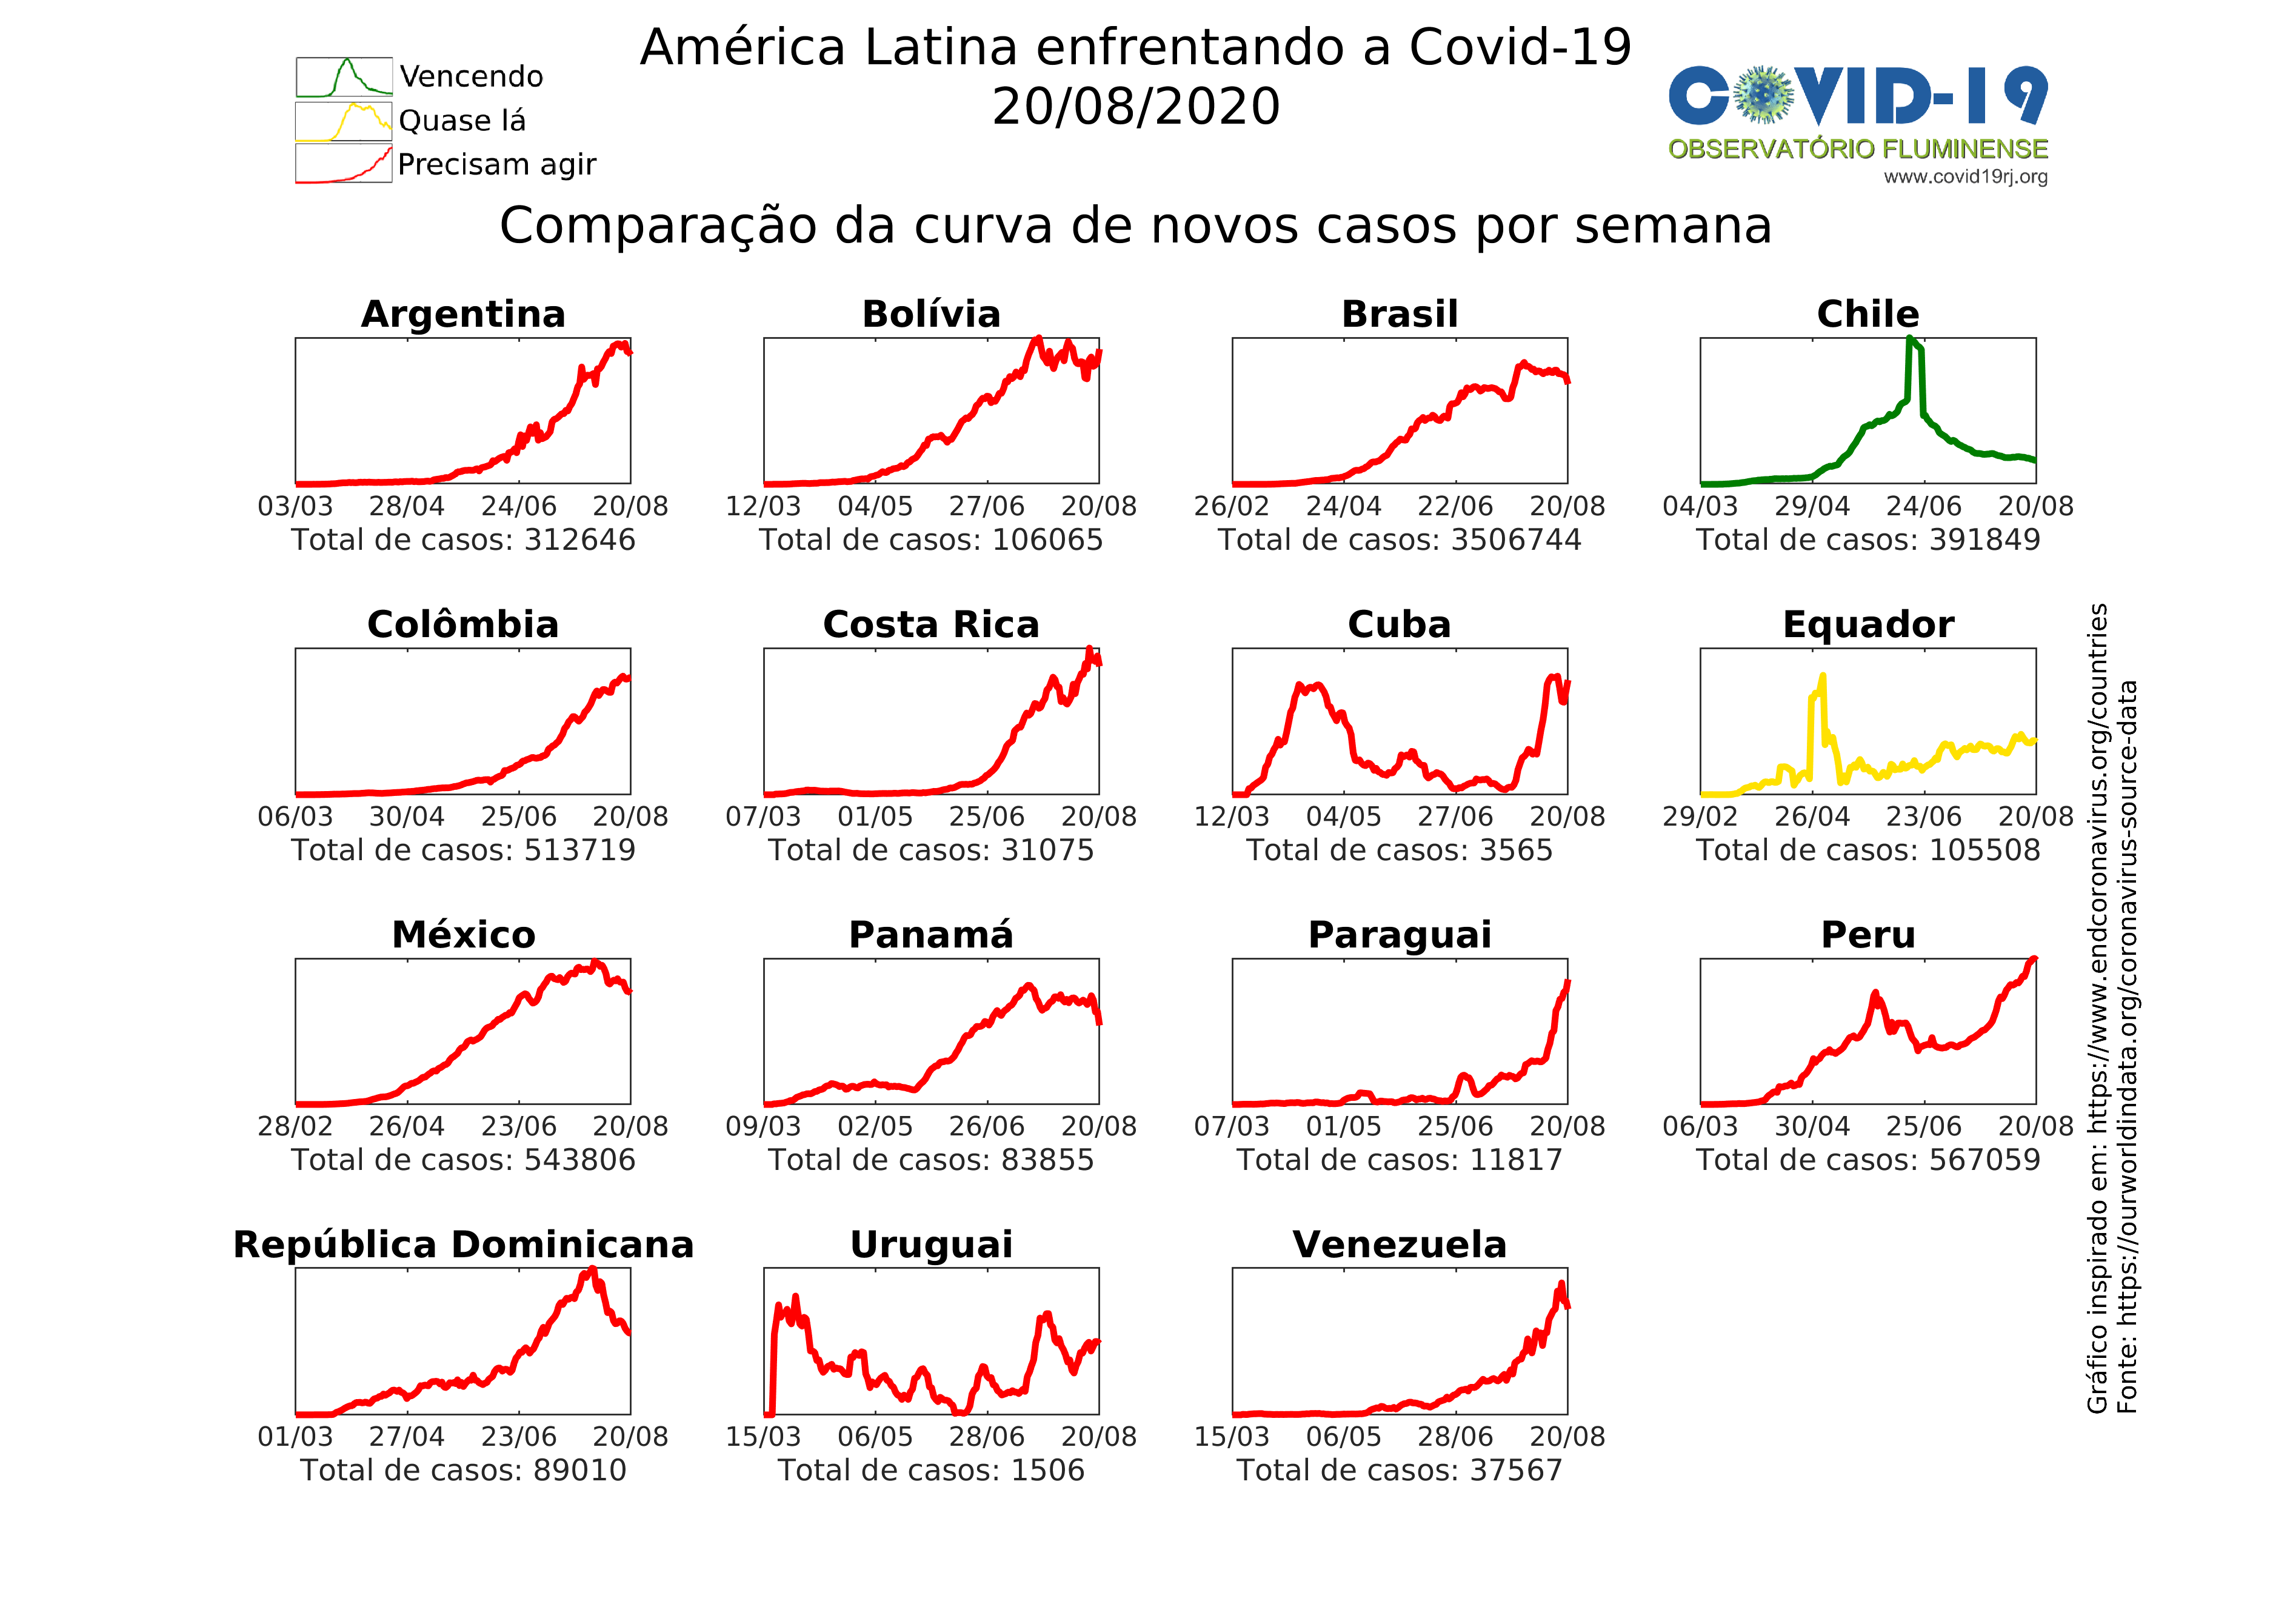 América Latina enfrentando a Covid-19
20/08/2020
Vencendo
Quase lá
Precisam agir
COVID-19
OBSERVATÓRIO FLUMINENSE
www.covid19rj.org
Comparação da curva de novos casos por semana
Argentina
03/03 28/04 24/06 20/08
Total de casos: 312646
Bolívia
12/03 04/05 27/06 20/08
Total de casos: 106065
Brasil
26/02 24/04 22/06 20/08
Total de casos: 3506744
Chile
04/03 29/04 24/06 20/08
Total de casos: 391849
Colômbia
06/03 30/04 25/06 20/08
Total de casos: 513719
Costa Rica
07/03 01/05 25/06 20/08
Total de casos: 31075
Cuba
12/03 04/05 27/06 20/08
Total de casos: 3565
Equador
29/02 26/04 23/06 20/08
Total de casos: 105508
México
28/02 26/04 23/06 20/08
Total de casos: 543806
Panamá
09/03 02/05 26/06 20/08
Total de casos: 83855
Paraguai
07/03 01/05 25/06 20/08
Total de casos: 11817
Peru
06/03 30/04 25/06 20/08
Total de casos: 567059
República Dominicana
01/03 27/04 23/06 20/08
Total de casos: 89010
Uruguai
15/03 06/05 28/06 20/08
Total de casos: 1506
Venezuela
15/03 06/05 28/06 20/08
Total de casos: 37567
Gráfico inspirado em: https://www.endcoronavirus.org/countries
Fonte: https://ourworldindata.org/coronavirus-source-data